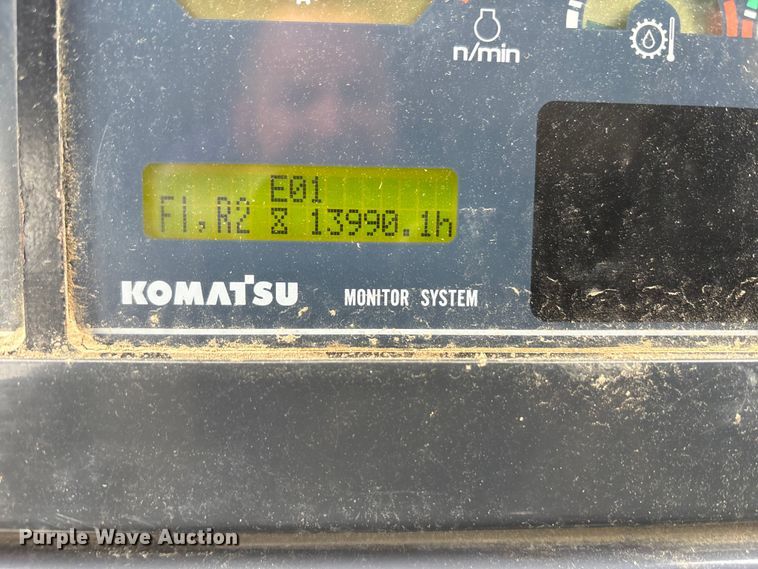 n/min
E01
F1,R2 13990.1h
KOMATSU MONITOR SYSTEM
Purple Wave Auction